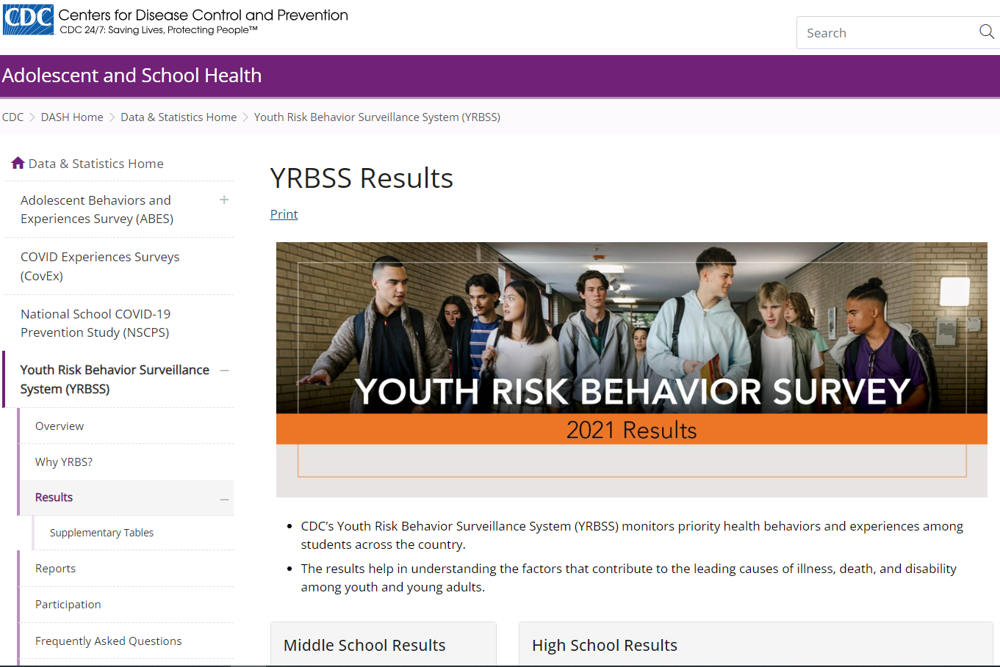 CDC Centers for Disease Control and Prevention
CDC 24/7: Saving Lives, Protecting People™
Search
Adolescent and School Health
CDC > DASH Home > Data & Statistics Home > Youth Risk Behavior Surveillance System (YRBSS)
Data & Statistics Home
Adolescent Behaviors and
Experiences Survey (ABES)
COVID Experiences Surveys
(CovEx)
National School COVID-19
Prevention Study (NSCPS)
Youth Risk Behavior Surveillance
System (YRBSS)
Overview
Why YRBS?
Results
Supplementary Tables
Reports
Participation
Frequently Asked Questions
YRBSS Results
Print
YOUTH RISK BEHAVIOR SURVEY
2021 Results
• CDC’s Youth Risk Behavior Surveillance System (YRBSS) monitors priority health behaviors and experiences among
students across the country.
• The results help in understanding the factors that contribute to the leading causes of illness, death, and disability
among youth and young adults.
Middle School Results
High School Results